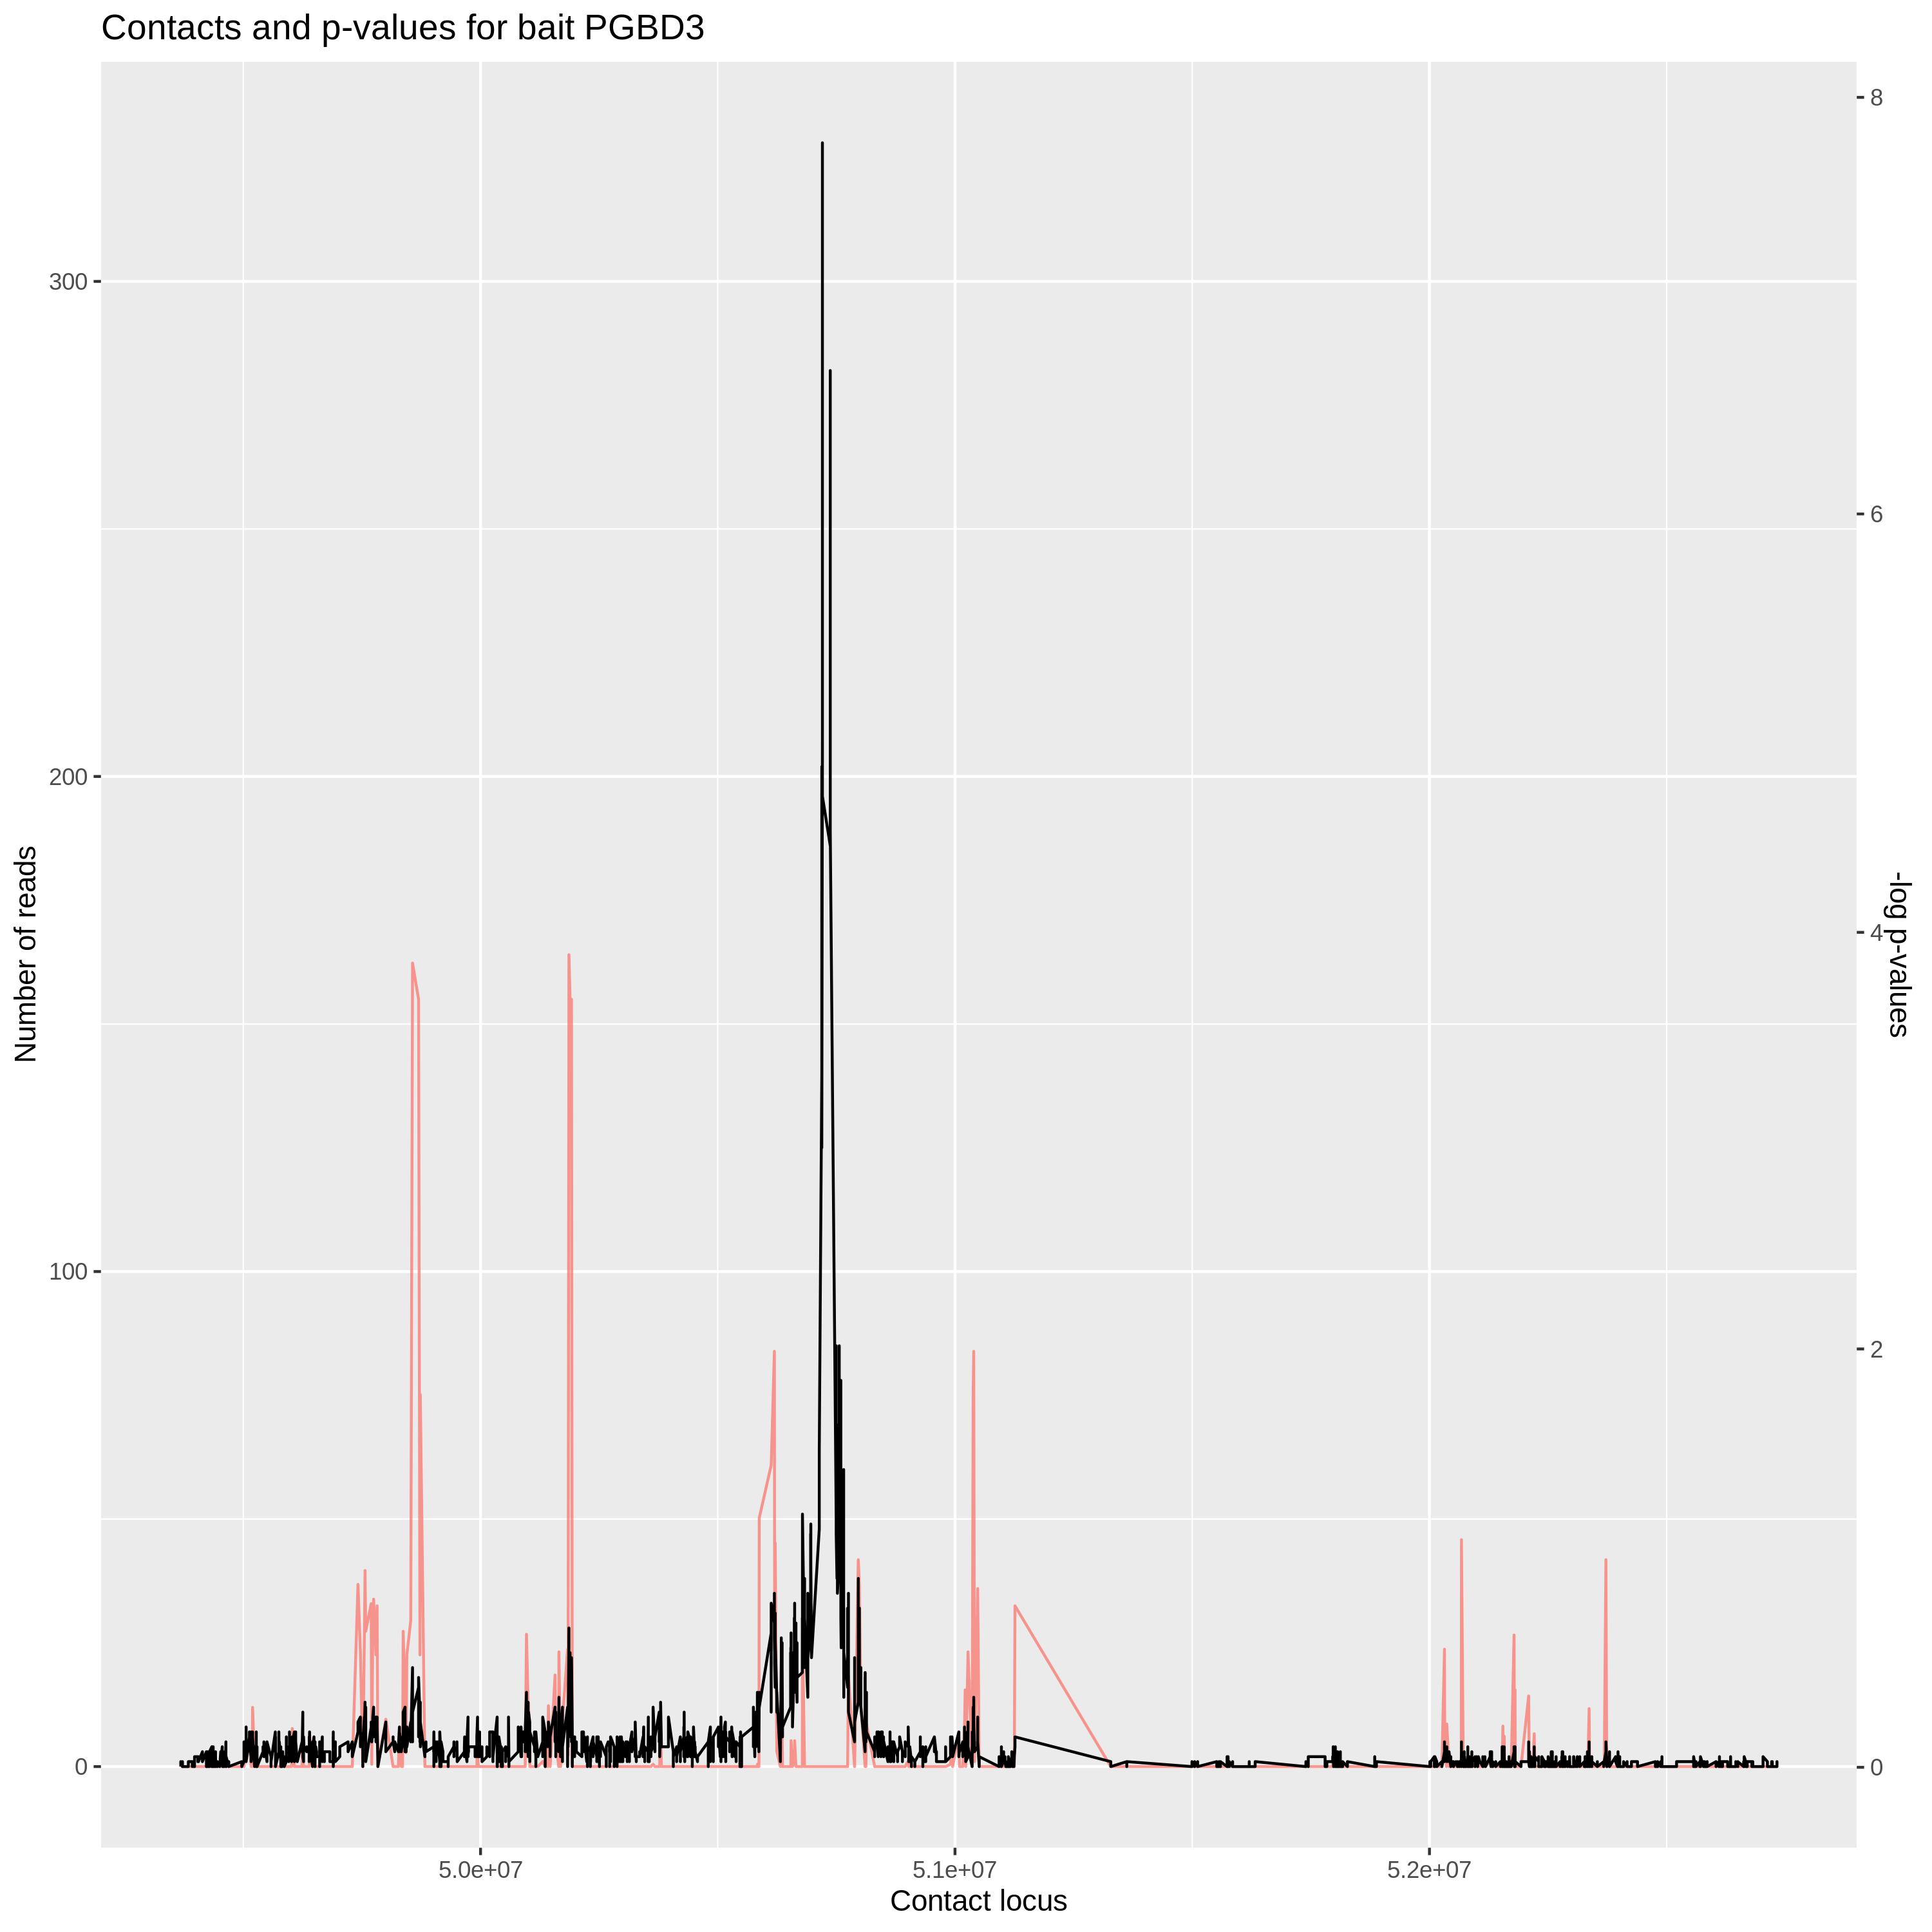 Contacts and p-values for bait PGBD3
8
300
6
200
Number of reads
4
-log p-values
100
2
0
0
5.0e+07
5.1e+07
5.2e+07
Contact locus